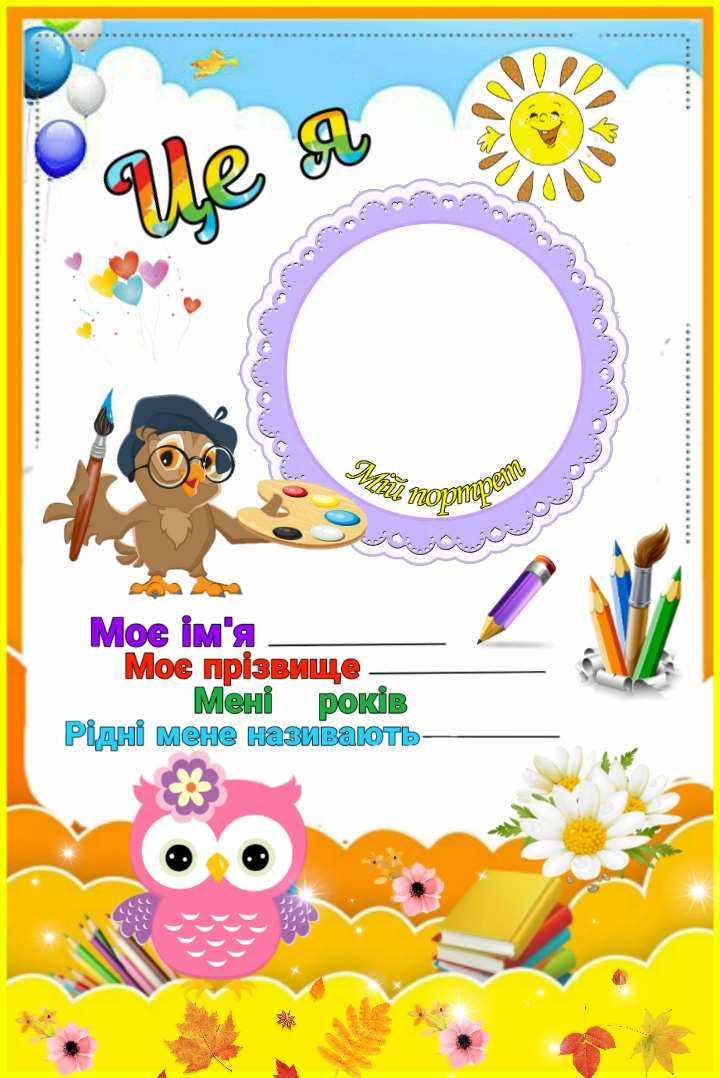 Це я
Мій портрет
Моє ім'я
Моє прізвище
Мені років
Рідні мене називають